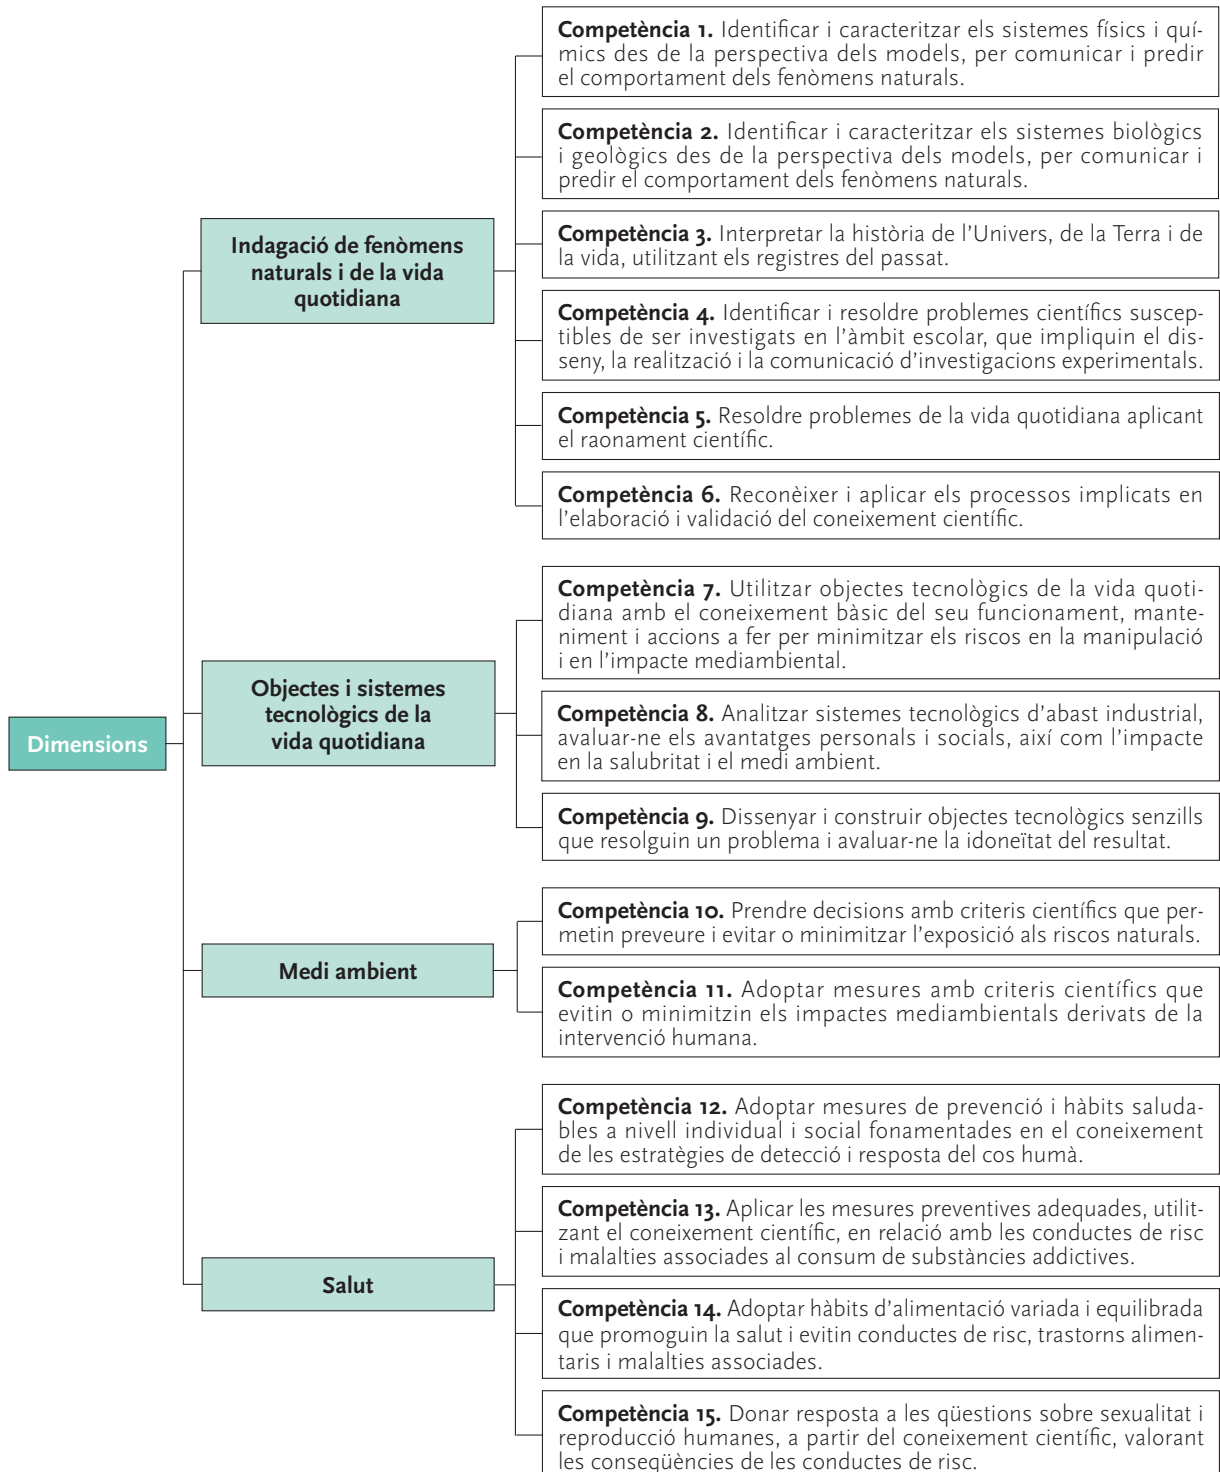 Dimensions
Indagació de fenòmens
naturals i de la vida
quotidiana
Competència 1. Identificar i caracteritzar els sistemes físics i quí-
mics des de la perspectiva dels models, per comunicar i predir
el comportament dels fenòmens naturals.
Competència 2. Identificar i caracteritzar els sistemes biològics
i geològics des de la perspectiva dels models, per comunicar i
predir el comportament dels fenòmens naturals.
Competència 3. Interpretar la història de l’Univers, de la Terra i de
la vida, utilitzant els registres del passat.
Competència 4. Identificar i resoldre problemes científics suscep-
tibles de ser investigats en l’àmbit escolar, que impliquin el dis-
seny, la realització i la comunicació d’investigacions experimentals.
Competència 5. Resoldre problemes de la vida quotidiana aplicant
el raonament científic.
Competència 6. Reconèixer i aplicar els processos implicats en
l’elaboració i validació del coneixement científic.
Objectes i sistemes
tecnològics de la
vida quotidiana
Competència 7. Utilitzar objectes tecnològics de la vida quoti-
diana amb el coneixement bàsic del seu funcionament, mante-
niment i accions a fer per minimitzar els riscos en la manipulació
i en l’impacte mediambiental.
Competència 8. Analitzar sistemes tecnològics d’abast industrial,
avaluar-ne els avantatges personals i socials, així com l’impacte
en la salubritat i el medi ambient.
Competència 9. Dissenyar i construir objectes tecnològics senzills
que resolguin un problema i avaluar-ne la idoneïtat del resultat.
Medi ambient
Competència 10. Prendre decisions amb criteris científics que per-
metin preveure i evitar o minimitzar l’exposició als riscos naturals.
Competència 11. Adoptar mesures amb criteris científics que
evitin o minimitzin els impactes mediambientals derivats de la
intervenció humana.
Salut
Competència 12. Adoptar mesures de prevenció i hàbits saluda-
bles a nivell individual i social fonamentades en el coneixement
de les estratègies de detecció i resposta del cos humà.
Competència 13. Aplicar les mesures preventives adequades, utilit-
zant el coneixement científic, en relació amb les conductes de risc
i malalties associades al consum de substàncies addictives.
Competència 14. Adoptar hàbits d’alimentació variada i equilibrada
que promoguin la salut i evitin conductes de risc, trastorns alimen-
taris i malalties associades.
Competència 15. Donar resposta a les qüestions sobre sexualitat i
reproducció humanes, a partir del coneixement científic, valorant
les conseqüències de les conductes de risc.